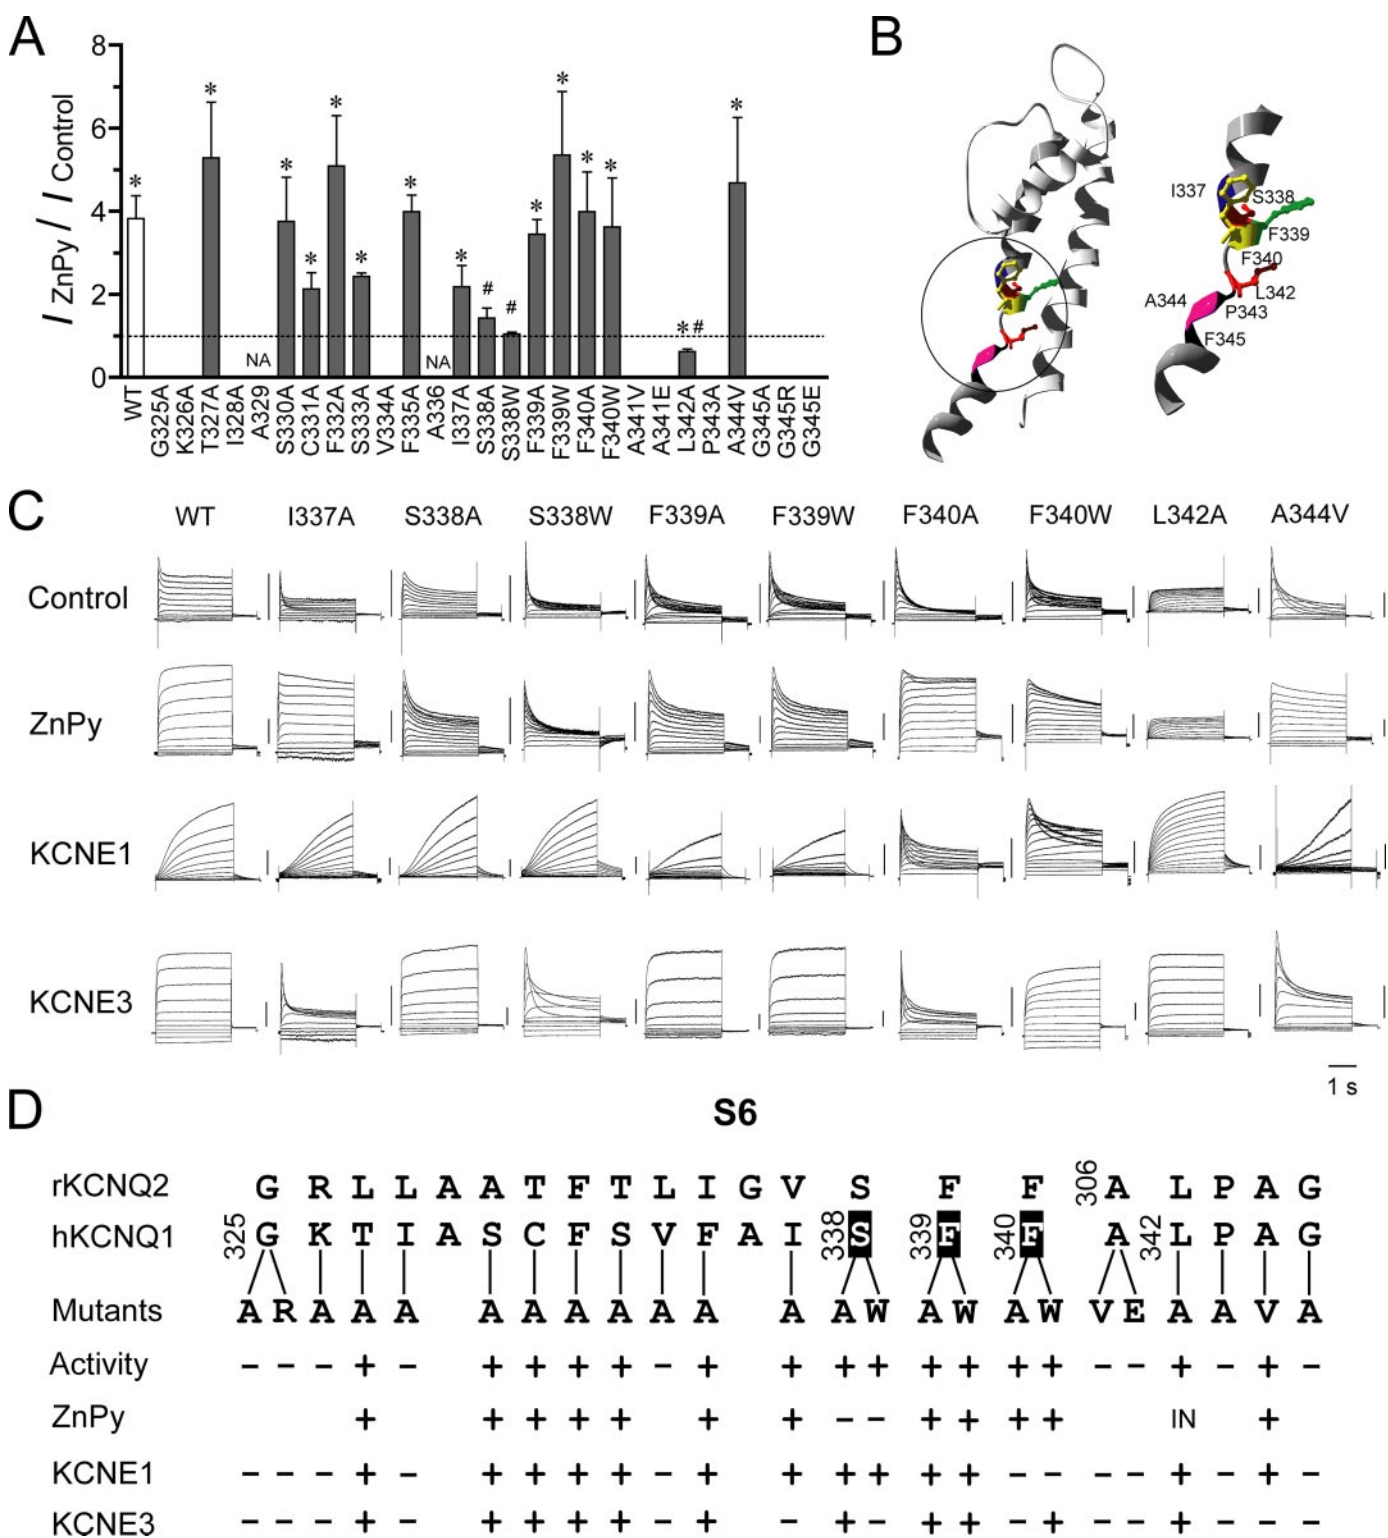 A
B
I ZnPy / I Control
8
6
4
2
0
* * * * * * * * # # * * * * *# *
NA NA
WT G325A K326A T327A I328A A329 S330A C331A F332A S333A V334A F335A A336 I337A S338A S338W F339A F339W F340A F340W A341V A341E L342A P343A A344V G345A G345R G345E
I337
S338
F339
F340
L342
A344
P343
F345
C
WT I337A S338A S338W F339A F339W F340A F340W L342A A344V
Control
ZnPy
KCNE1
KCNE3
1 s
D
S6
rKCNQ2 G R L L A A T F T L I G V S F F 306 A L P A G
hKCNQ1 325 G K T I A S C F S V F A I 338 S 339 F 340 F A 342 L P A G
Mutants A R A A A A A A A A A A A W A W A W V E A A V A
Activity – – – + – + + + + – + + + + + + + + – – + – + –
ZnPy + + + + + + + – – + + + + IN +
KCNE1 – – – + – + + + + – + + + + + + – – – – + – + –
KCNE3 – – – + – + + + + – + – + – + + – + – – + – – –